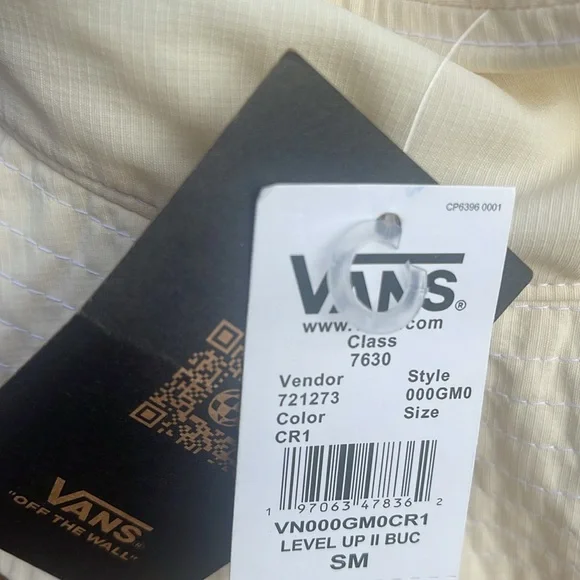 CP6396 0001
VANS®
www. .com
Class
7630
Vendor Style
721273 000GM0
Color Size
CR1
1 97063 47836 2
VN000GM0CR1
LEVEL UP II BUC
SM
VANS®
"OFF THE WALL"